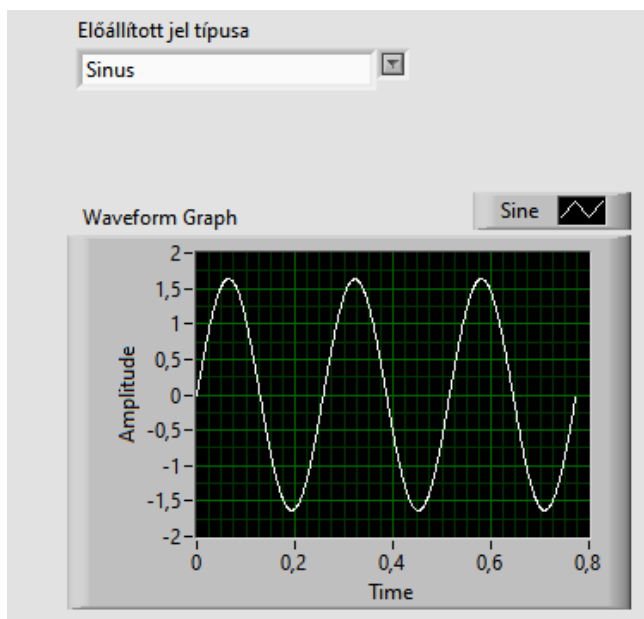 Előállított jel típusa
Sinus
Sine
Waveform Graph
2
1,5
1
0,5
0
-0,5
-1
-1,5
-2
Amplitude
0 0,2 0,4 0,6 0,8
Time